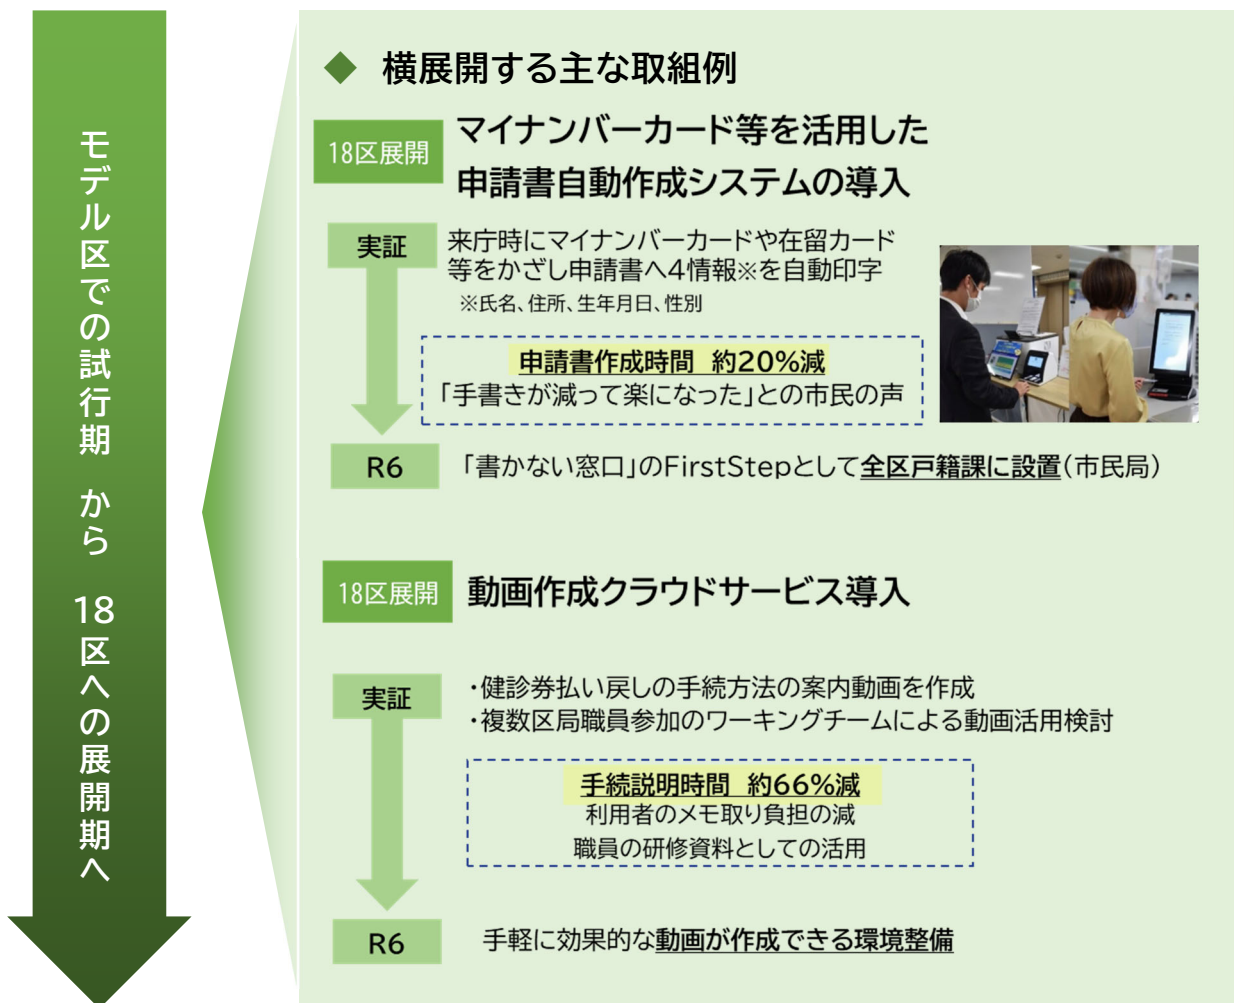 モデル区での試行期 から 18区への展開期へ
◆ 横展開する主な取組例
18区展開
マイナンバーカード等を活用した
申請書自動作成システムの導入
実証
来庁時にマイナンバーカードや在留カード
等をかざし申請書へ4情報※を自動印字
※氏名、住所、生年月日、性別
申請書作成時間 約20%減
「手書きが減って楽になった」との市民の声
R6
「書かない窓口」のFirstStepとして全区戸籍課に設置(市民局)
18区展開
動画作成クラウドサービス導入
実証
・健診券払い戻しの手続方法の案内動画を作成
・複数区局職員参加のワーキングチームによる動画活用検討
手続説明時間 約66%減
利用者のメモ取り負担の減
職員の研修資料としての活用
R6
手軽に効果的な動画が作成できる環境整備